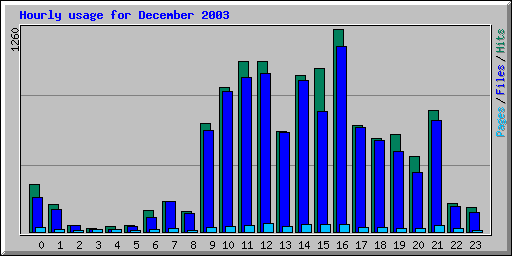 Hourly usage for December 2003
1260
Pages/Files/Hits
0 1 2 3 4 5 6 7 8 9 10 11 12 13 14 15 16 17 18 19 20 21 22 23